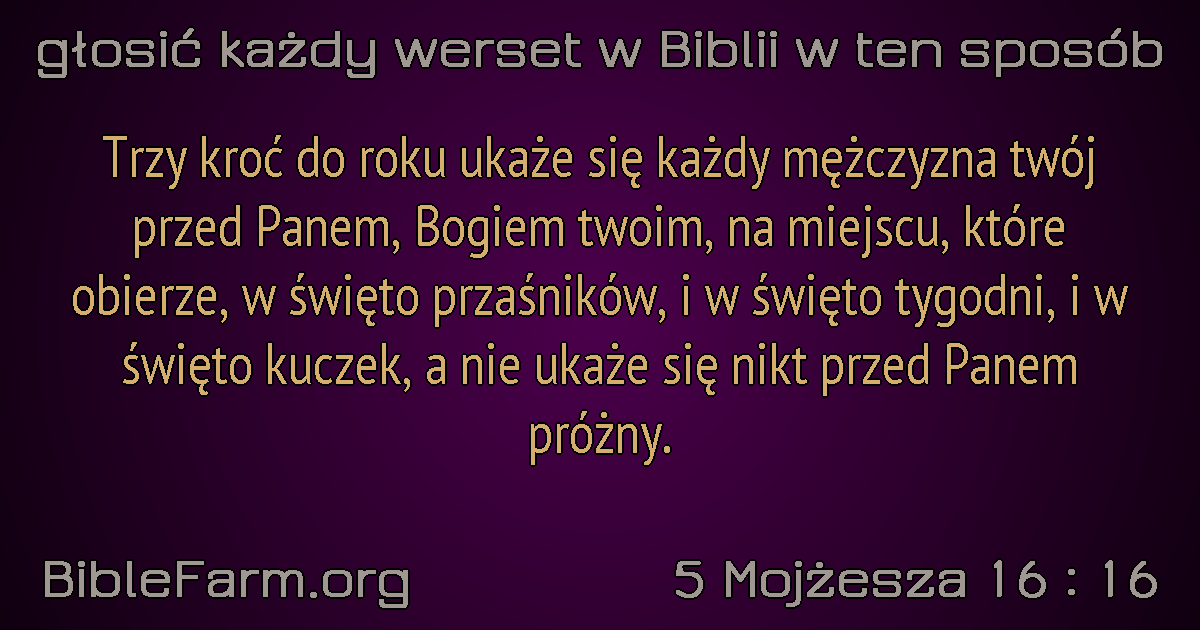 głosić każdy werset w Biblii w ten sposób
Trzy kroć do roku ukaże się każdy mężczyzna twój
przed Panem, Bogiem twoim, na miejscu, które
obierze, w święto przaśników, i w święto tygodni, i w
święto kuczek, a nie ukaże się nikt przed Panem
próżny.
BibleFarm.org
5 Mojżesza 16 : 16